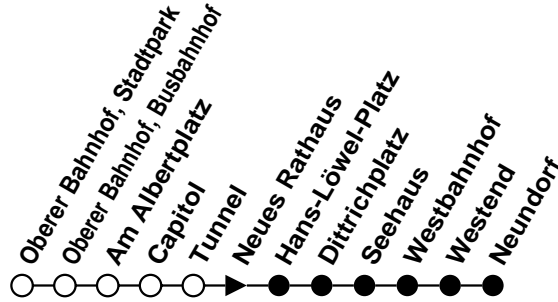 Oberer Bahnhof, Stadtpark
Oberer Bahnhof, Busbahnhof
Am Albertplatz
Capitol
Tunnel
Neues Rathaus
Hans-Löwel-Platz
Dittrichplatz
Seehaus
Westbahnhof
Westend
Neundorf